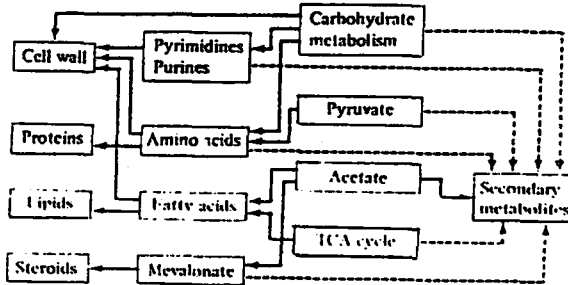 Carbohydrate
metabolism
Cell wall
Pyrimidines
Purines
Pyruvate
Proteins
Amino acids
Acetate
Secondary
metabolites
Lipids
Fatty acids
TCA cycle
Steroids
Mevalonate